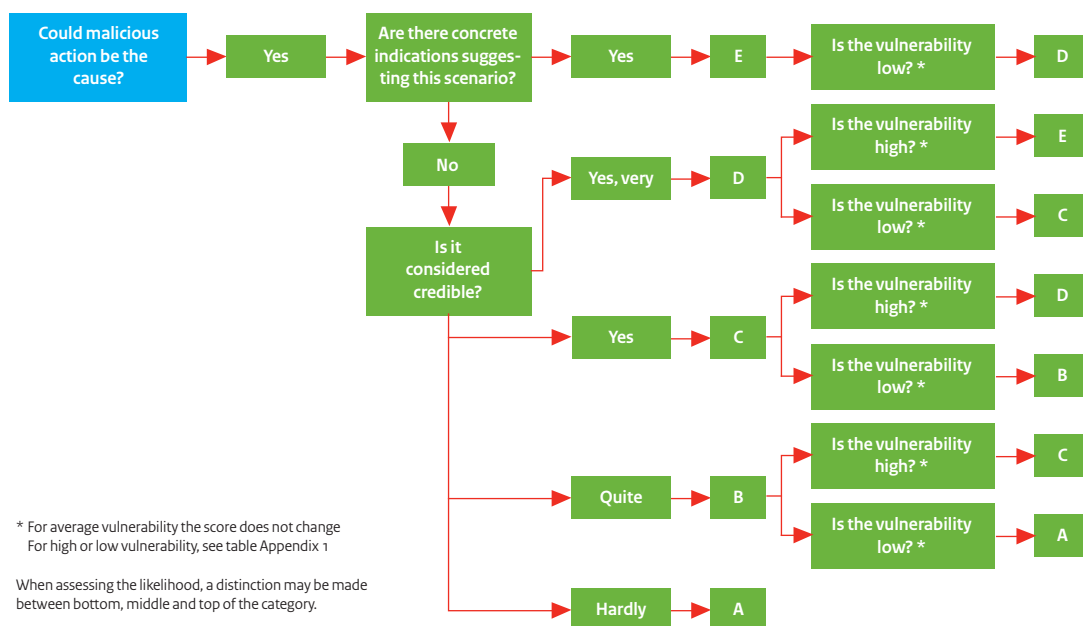 Could malicious
action be the
cause?
Yes
Are there concrete
indications sugges-
ting this scenario?
Yes
E
Is the vulnerability
low? *
D
No
Is it
considered
credible?
Yes, very
D
Is the vulnerability
high? *
E
Is the vulnerability
low? *
C
Yes
C
Is the vulnerability
high? *
D
Is the vulnerability
low? *
B
Quite
B
Is the vulnerability
high? *
C
Is the vulnerability
low? *
A
Hardly
A
* For average vulnerability the score does not change
For high or low vulnerability, see table Appendix 1
When assessing the likelihood, a distinction may be made
between bottom, middle and top of the category.